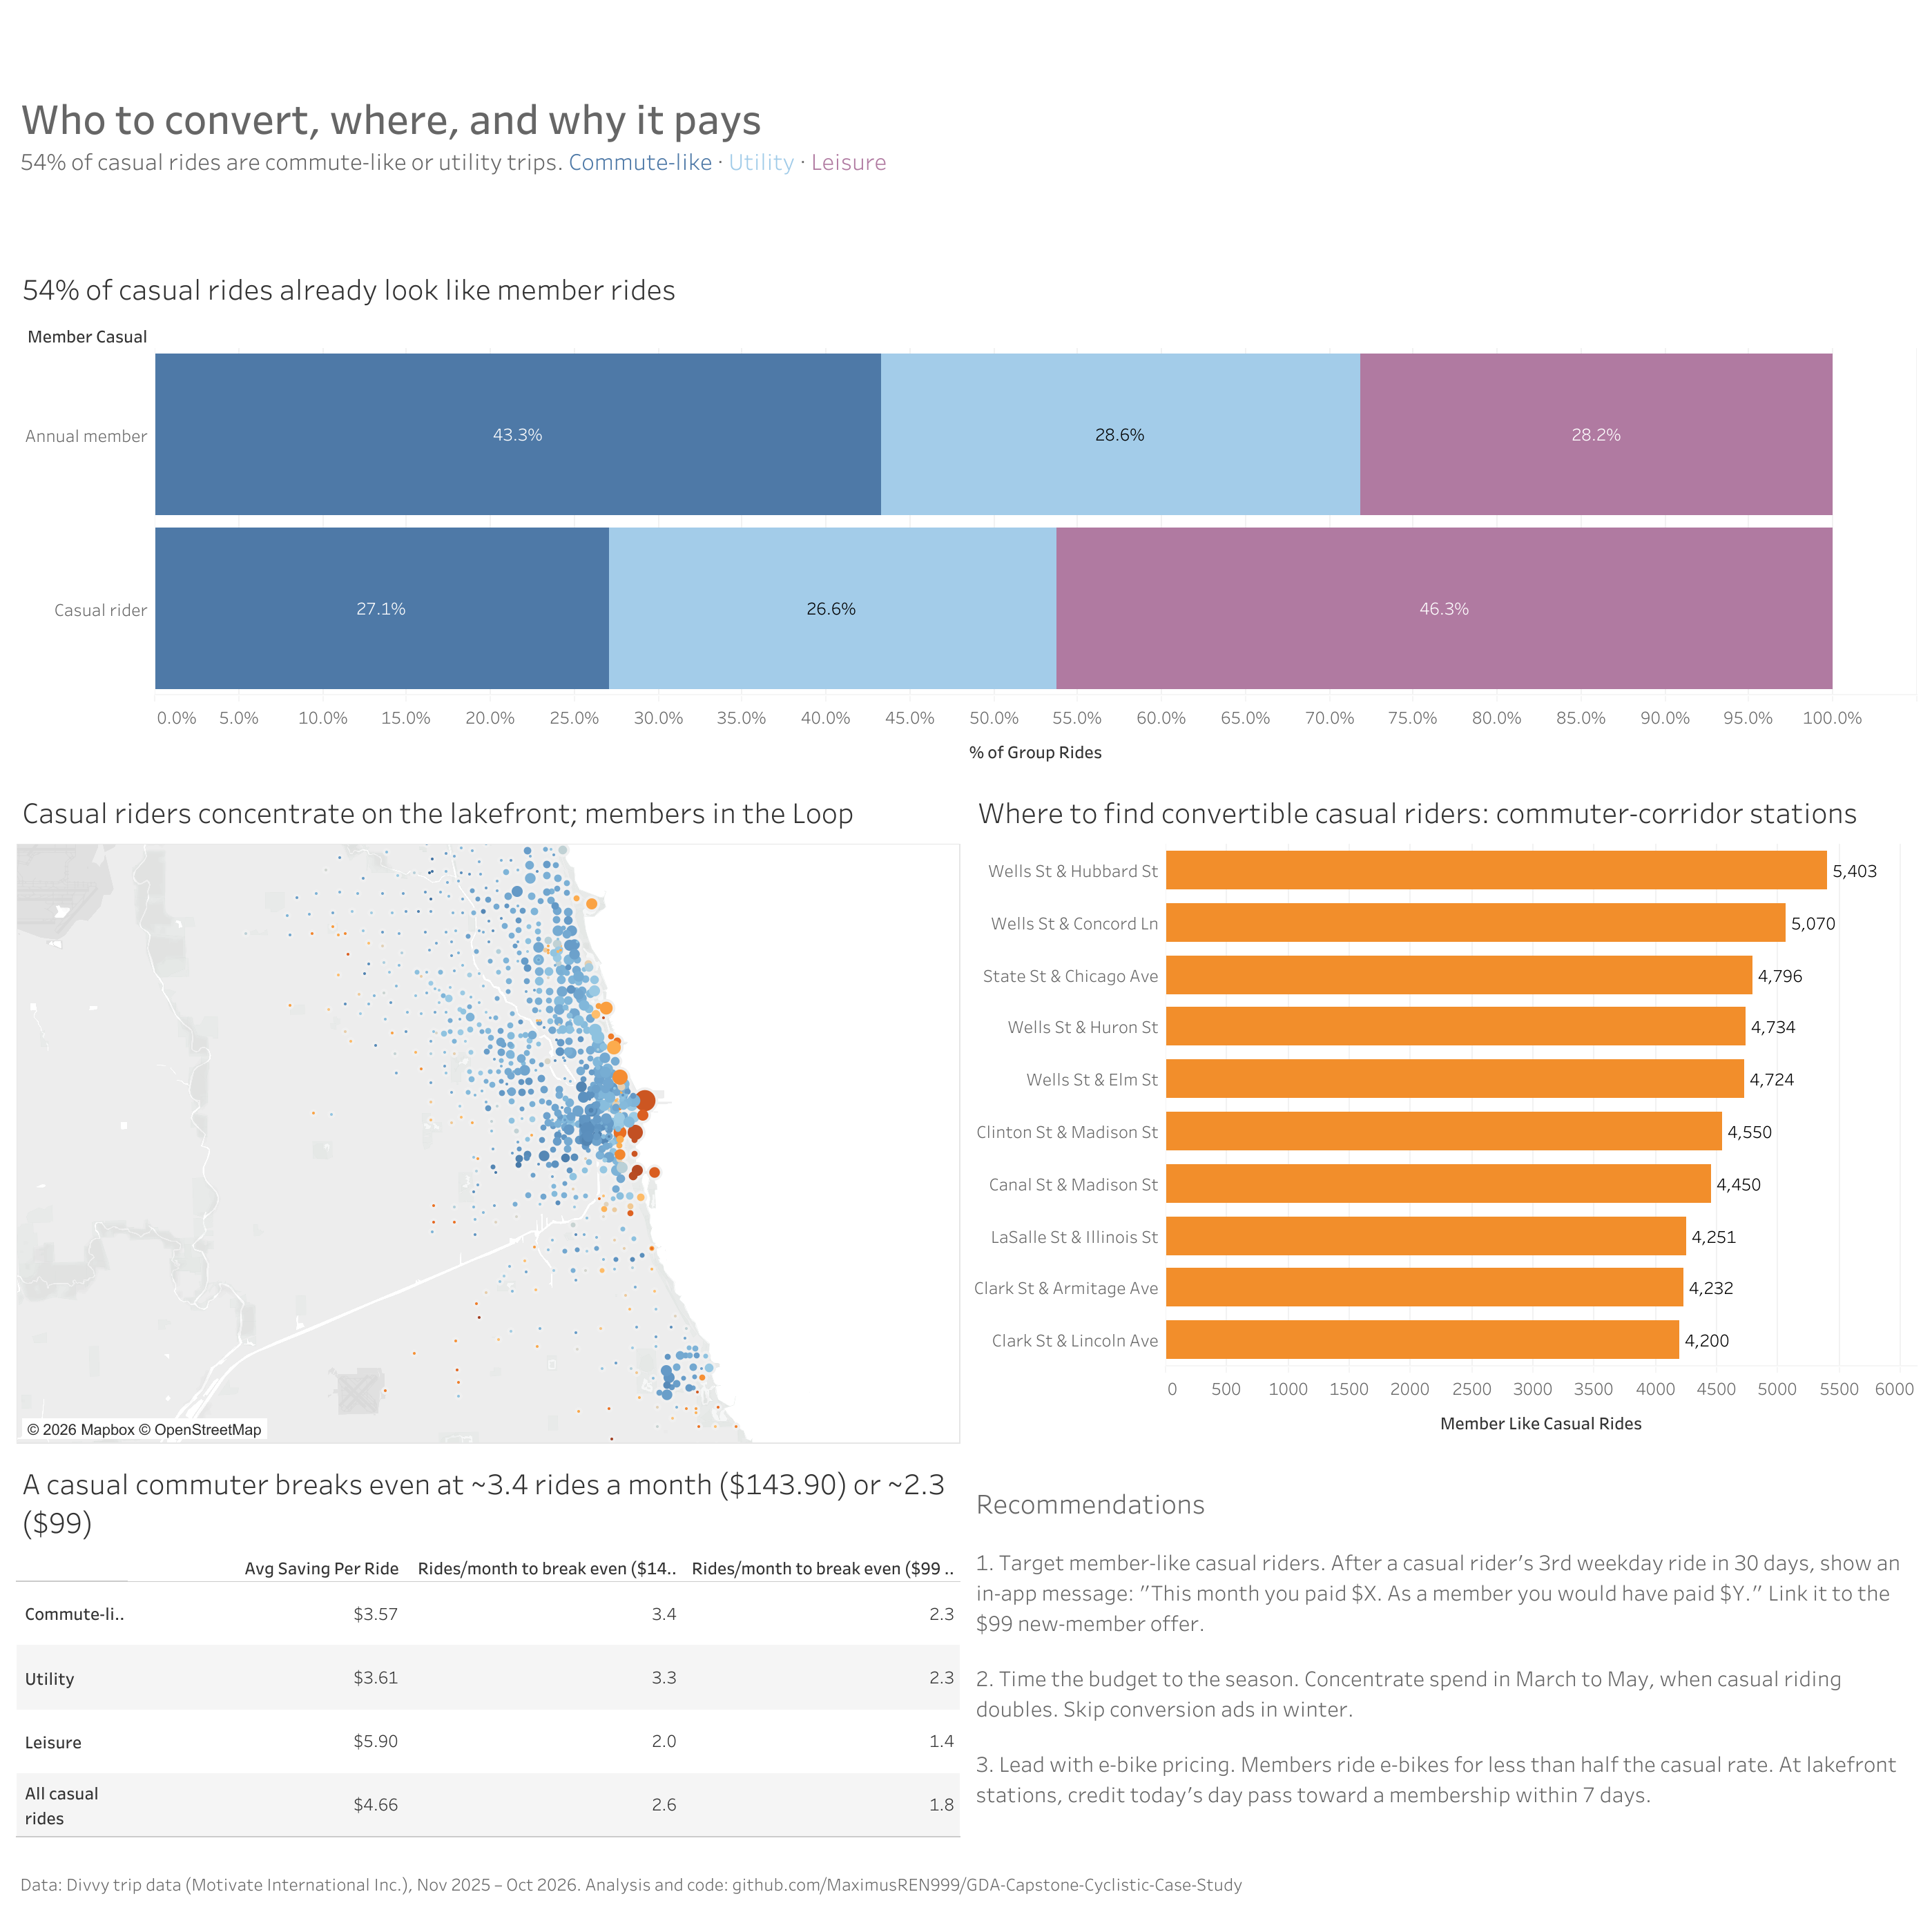 Who to convert, where, and why it pays
54% of casual rides are commute-like or utility trips. Commute-like · Utility · Leisure
54% of casual rides already look like member rides
Member Casual
Annual member
43.3%
28.6%
28.2%
Casual rider
27.1%
26.6%
46.3%
0.0% 5.0% 10.0% 15.0% 20.0% 25.0% 30.0% 35.0% 40.0% 45.0% 50.0% 55.0% 60.0% 65.0% 70.0% 75.0% 80.0% 85.0% 90.0% 95.0% 100.0%
% of Group Rides
Casual riders concentrate on the lakefront; members in the Loop
© 2026 Mapbox © OpenStreetMap
Where to find convertible casual riders: commuter-corridor stations
Wells St & Hubbard St 5,403
Wells St & Concord Ln 5,070
State St & Chicago Ave 4,796
Wells St & Huron St 4,734
Wells St & Elm St 4,724
Clinton St & Madison St 4,550
Canal St & Madison St 4,450
LaSalle St & Illinois St 4,251
Clark St & Armitage Ave 4,232
Clark St & Lincoln Ave 4,200
0 500 1000 1500 2000 2500 3000 3500 4000 4500 5000 5500 6000
Member Like Casual Rides
A casual commuter breaks even at ~3.4 rides a month ($143.90) or ~2.3
($99)
Avg Saving Per Ride Rides/month to break even ($14.. Rides/month to break even ($99 ..
Commute-li.. $3.57 3.4 2.3
Utility $3.61 3.3 2.3
Leisure $5.90 2.0 1.4
All casual
rides $4.66 2.6 1.8
Recommendations
1. Target member-like casual riders. After a casual rider’s 3rd weekday ride in 30 days, show an
in-app message: ”This month you paid $X. As a member you would have paid $Y.” Link it to the
$99 new-member offer.
2. Time the budget to the season. Concentrate spend in March to May, when casual riding
doubles. Skip conversion ads in winter.
3. Lead with e-bike pricing. Members ride e-bikes for less than half the casual rate. At lakefront
stations, credit today’s day pass toward a membership within 7 days.
Data: Divvy trip data (Motivate International Inc.), Nov 2025 – Oct 2026. Analysis and code: github.com/MaximusREN999/GDA-Capstone-Cyclistic-Case-Study